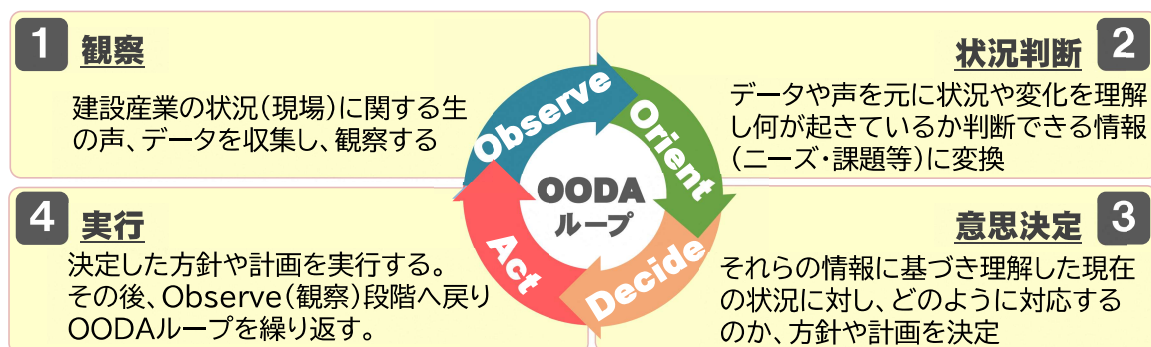 1 観察
建設産業の状況（現場）に関する生
の声、データを収集し、観察する
状況判断 2
データや声を元に状況や変化を理解
し何が起きているか判断できる情報
（ニーズ・課題等）に変換
Observe
Orient
OODA
ループ
Act
Decide
4 実行
決定した方針や計画を実行する。
その後、Observe（観察）段階へ戻り
OODAループを繰り返す。
意思決定 3
それらの情報に基づき理解した現在
の状況に対し、どのように対応する
のか、方針や計画を決定